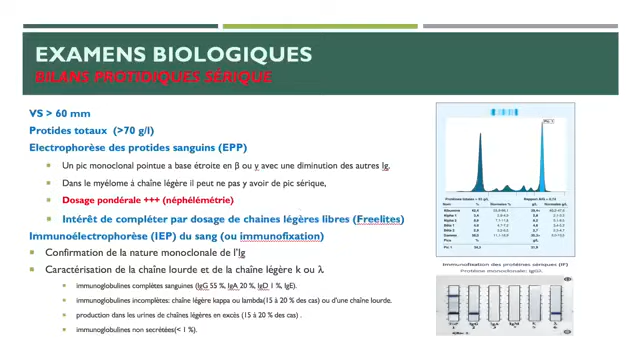 EXAMENS BIOLOGIQUES
BILANS PROTIDIQUES SÉRIQUE
VS > 60 mm
Protides totaux (>70 g/l)
Electrophorèse des protides sanguins (EPP)
Un pic monoclonal pointue a base étroite en β ou γ avec une diminution des autres Ig.
Dans le myélome à chaîne légère il peut ne pas y avoir de pic sérique,
Dosage pondérale +++ (néphélémétrie)
Intérêt de compléter par dosage de chaines légères libres (Freelites)
Immunoélectrophorèse (IEP) du sang (ou immunofixation)
Confirmation de la nature monoclonale de l'Ig
Caractérisation de la chaîne lourde et de la chaîne légère k ou λ
immunoglobulines complètes sanguines (IgG 55 %, IgA 20 %, IgD 1 %, IgE).
immunoglobulines incomplètes: chaîne légère kappa ou lambda(15 à 20 % des cas) ou d'une chaîne lourde.
production dans les urines de chaînes légères en excès (15 à 20 % des cas) .
immunoglobulines non secrétées(< 1 %).
Pic 1
Immunofixation des protéines sériques (IF)
Protéine monoclonale: IgG/